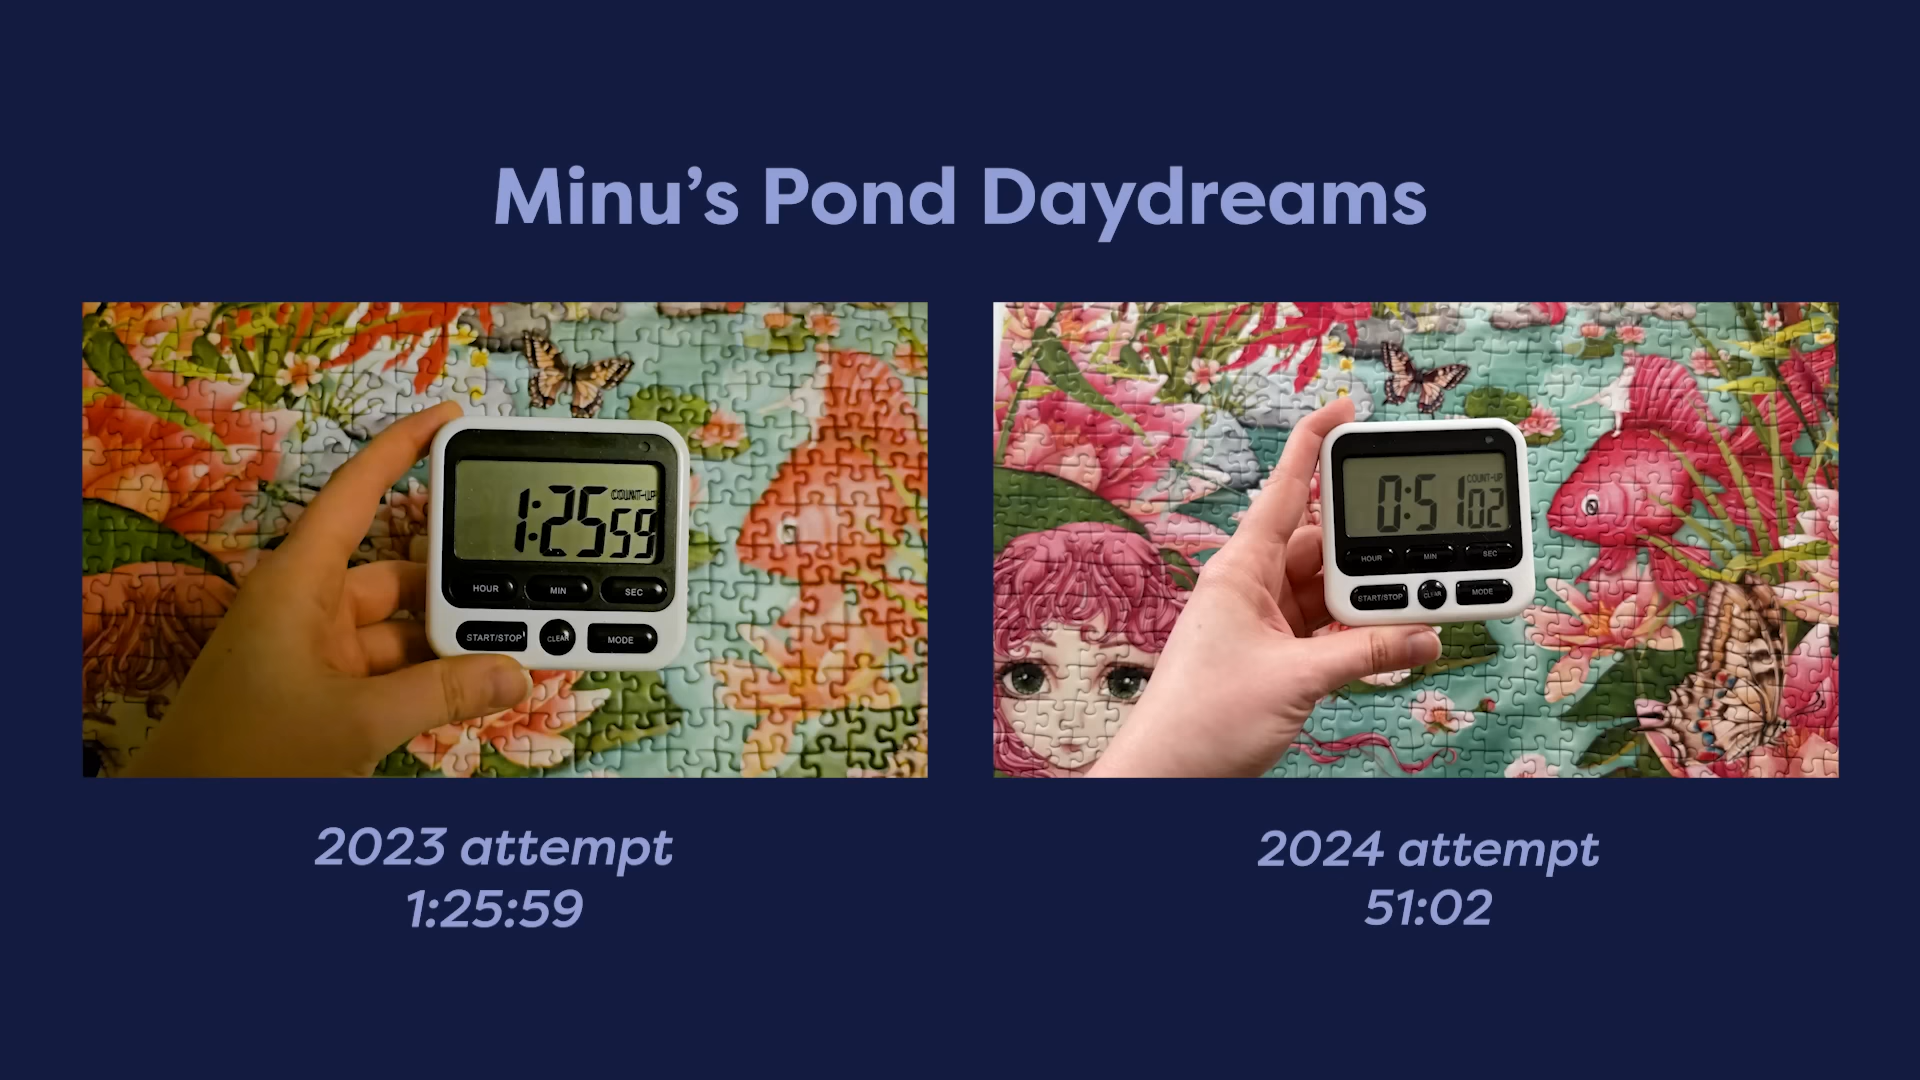 Minu’s Pond Daydreams
COUNT-UP
1:25 59
HOUR MIN SEC
START/STOP CLEAR MODE
COUNT-UP
0:51 02
HOUR MIN SEC
START/STOP CLEAR MODE
2023 attempt
1:25:59
2024 attempt
51:02